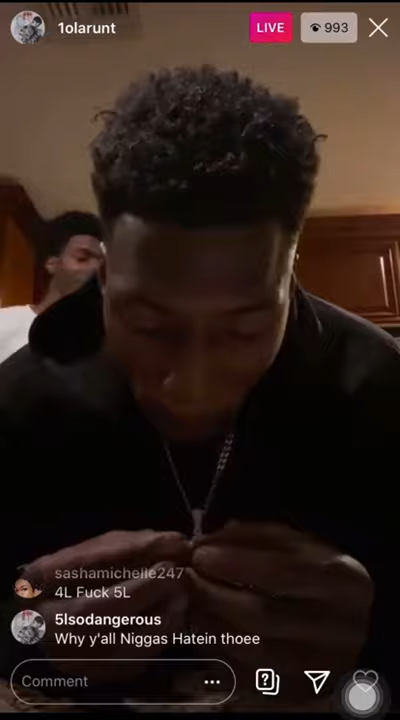 1olarunt
LIVE
993
sashamichelle247
4L Fuck 5L
5lsodangerous
Why y'all Niggas Hatein thoee
Comment